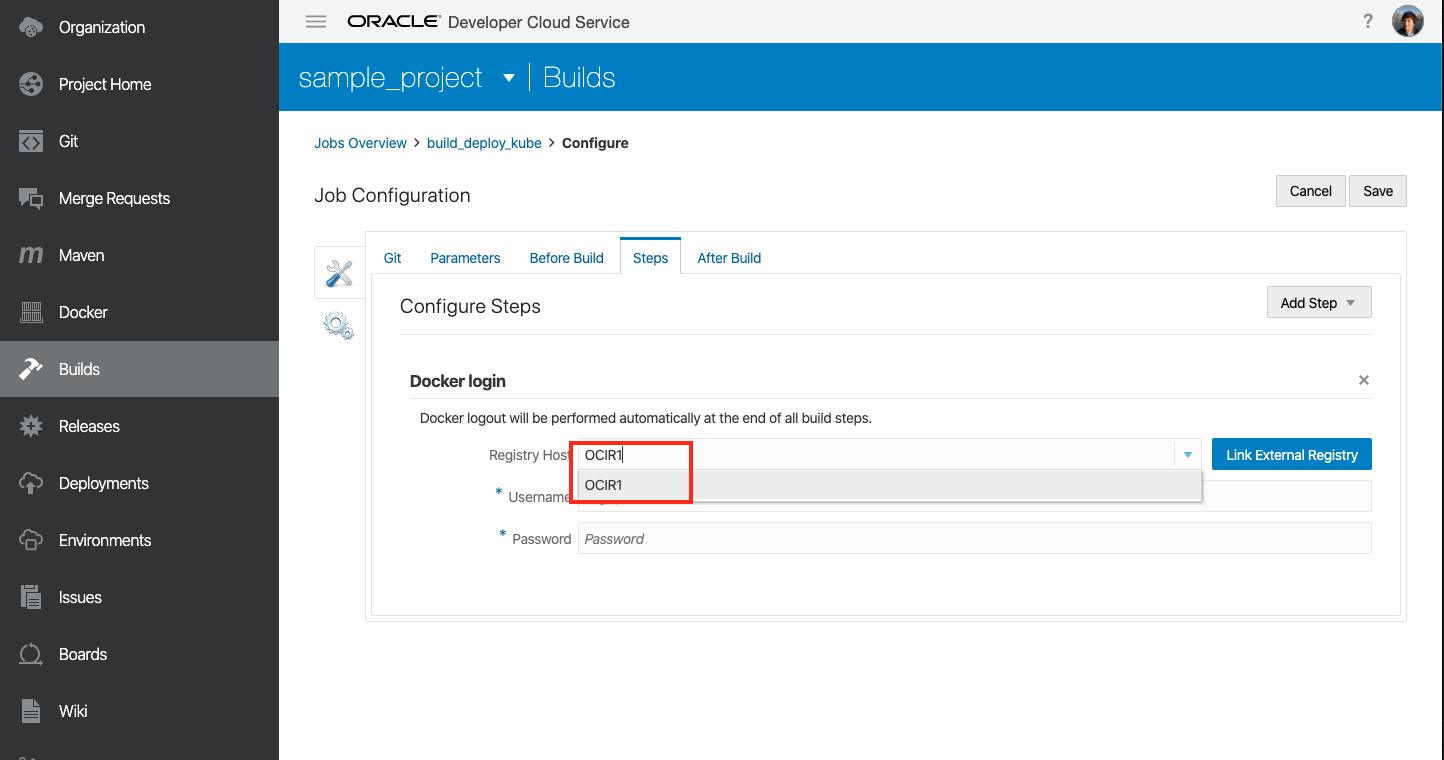 Organization
Project Home
Git
Merge Requests
m Maven
Docker
Builds
Releases
Deployments
Environments
Issues
Boards
Wiki
ORACLE® Developer Cloud Service ?
sample_project Builds
Jobs Overview > build_deploy_kube > Configure
Job Configuration
Cancel Save
Git Parameters Before Build Steps After Build
Configure Steps
Add Step
Docker login
Docker logout will be performed automatically at the end of all build steps.
Registry Host OCIR1 Link External Registry
OCIR1
* Username
* Password Password